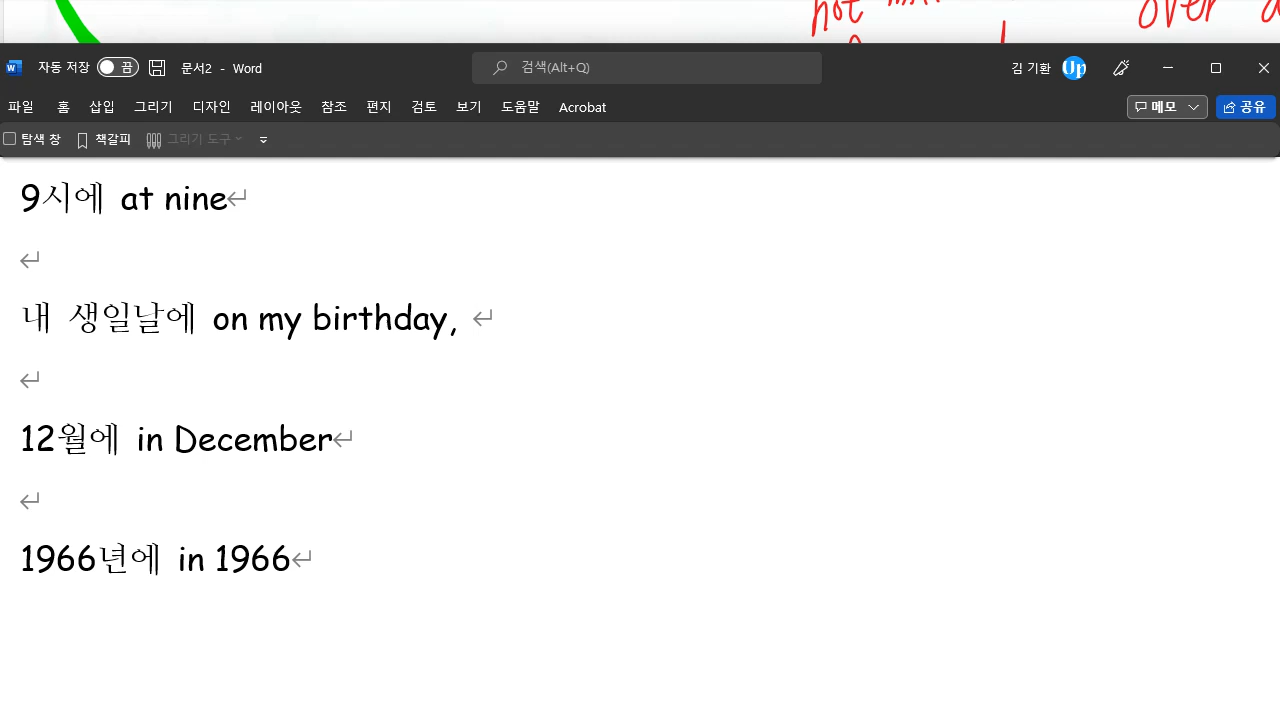 hot over
자동 저장 끔 문서2 - Word 검색(Alt+Q) 김 기환 Up
파일 홈 삽입 그리기 디자인 레이아웃 참조 편지 검토 보기 도움말 Acrobat 메모 공유
탐색 창 책갈피 그리기 도구
9시에 at nine↵
↵
내 생일날에 on my birthday, ↵
↵
12월에 in December↵
↵
1966년에 in 1966↵